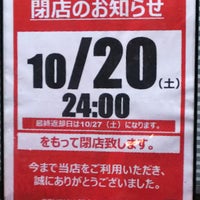 閉店のお知らせ
10/20(土)
24:00
最終返却日は10/27(土)になります。
をもって閉店致します。
今まで当店をご利用いただき、
誠にありがとうございました。